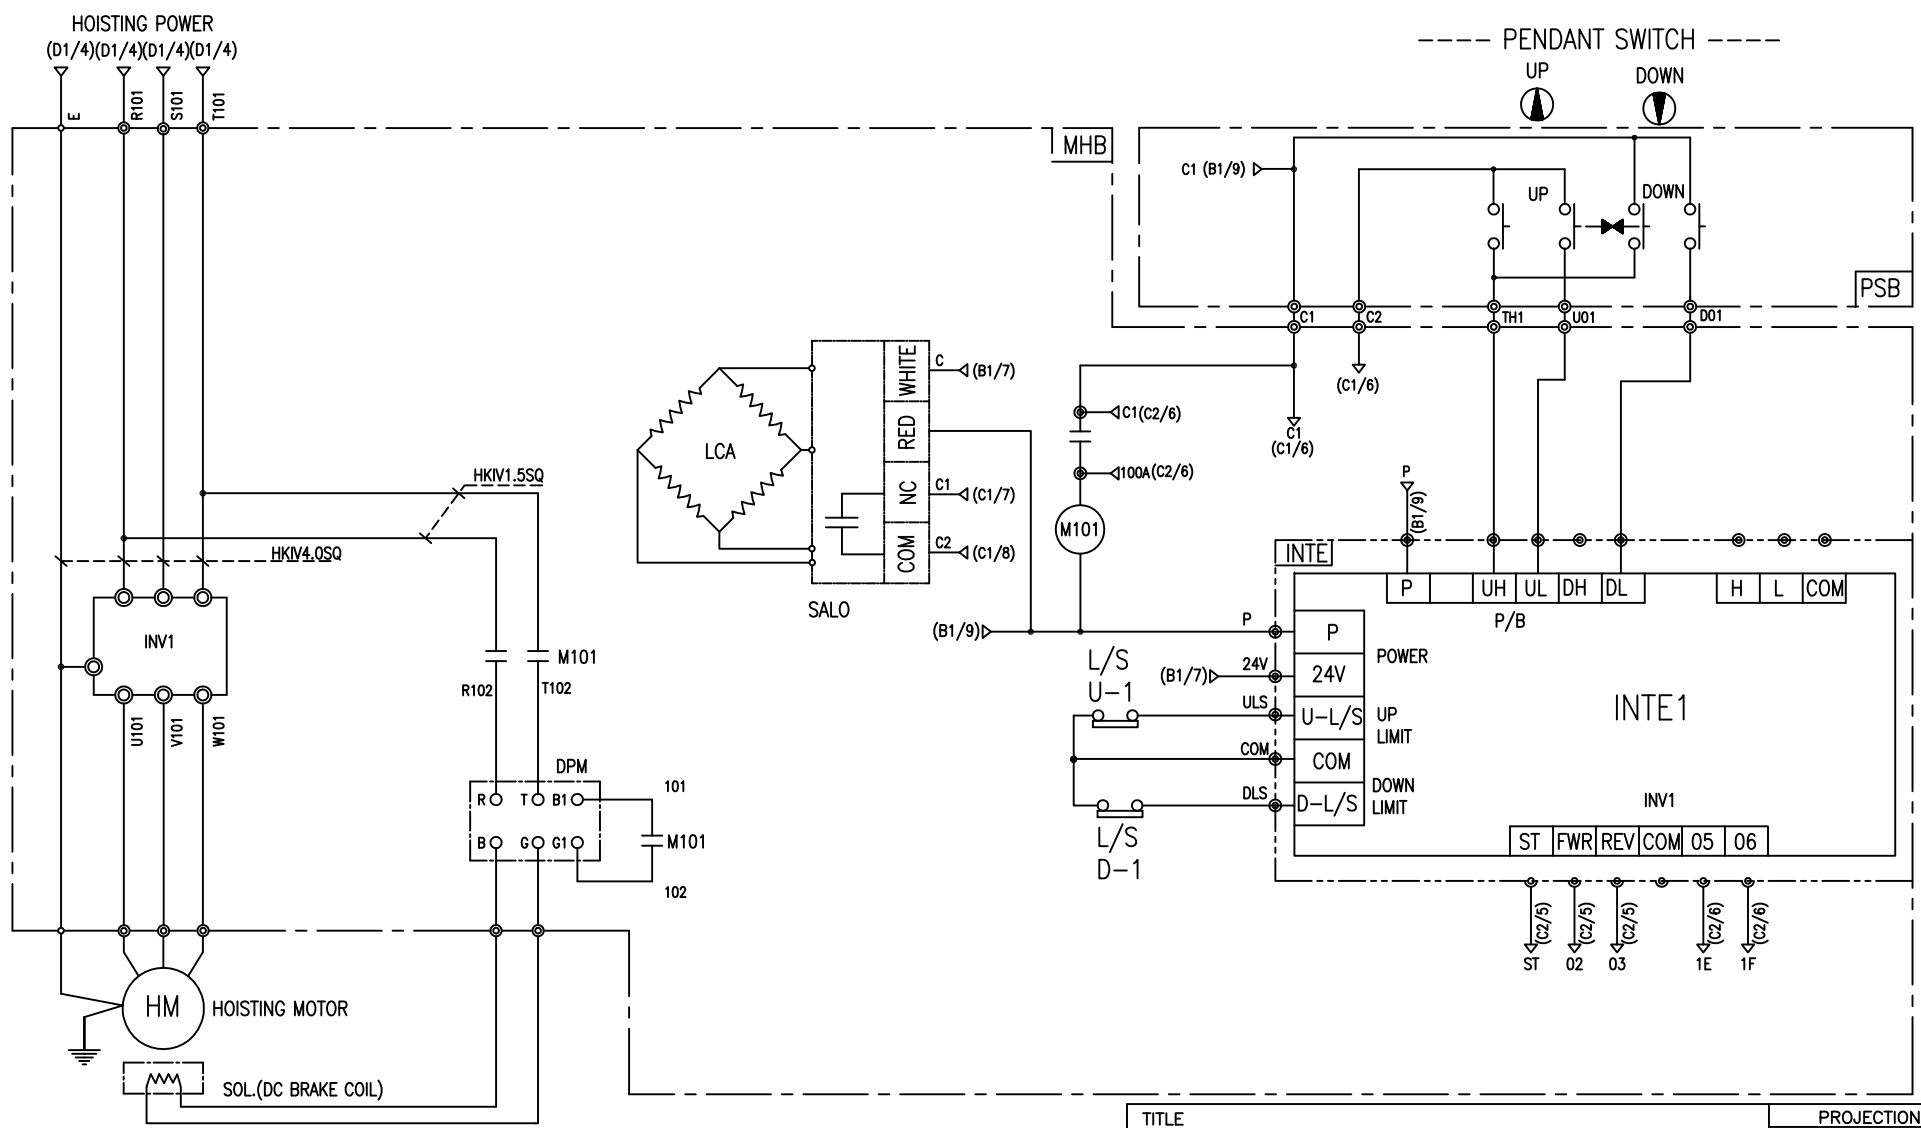 HOISTING POWER
(D1/4)(D1/4)(D1/4)(D1/4)
E
R101
S101
T101
---- PENDANT SWITCH ----
UP
DOWN
MHB
C1 (B1/9)
UP
DOWN
PSB
C1
C2
TH1
U01
D01
(C1/6)
C1
(C1/6)
WHITE
RED
NC
COM
C
(B1/7)
C1
(C1/7)
C2
(C1/8)
LCA
SALO
C1(C2/6)
100A(C2/6)
M101
HKIV1.5SQ
HKIV4.0SQ
INV1
U101
V101
W101
M101
R102
T102
DPM
R
T
B1
B
G
G1
101
M101
102
HM
HOISTING MOTOR
SOL.(DC BRAKE COIL)
P
(B1/9)
INTE
P
UH
UL
DH
DL
H
L
COM
P/B
(B1/9)
P
P
POWER
(B1/7)
24V
24V
L/S
U-1
ULS
U-L/S
UP
LIMIT
COM
COM
DLS
D-L/S
DOWN
LIMIT
L/S
D-1
INTE1
INV1
ST
FWR
REV
COM
05
06
(C2/5)
(C2/5)
(C2/5)
(C2/6)
(C2/6)
ST
02
03
1E
1F
TITLE
PROJECTION